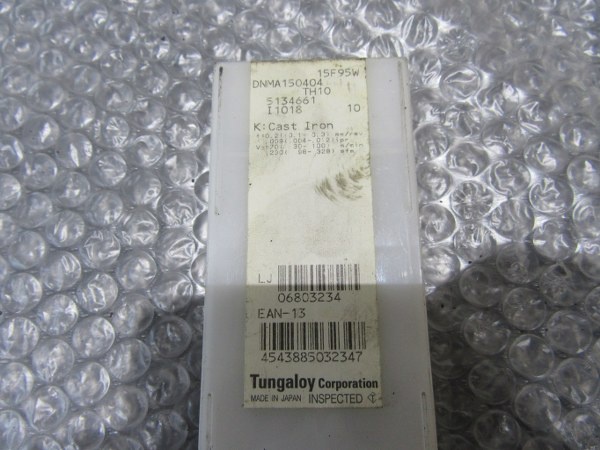 15F95W
DNMA150404
TH10
5134661
I1018 10
K:Cast Iron
LJ
06803234
EAN-13
4543885032347
Tungaloy Corporation
MADE IN JAPAN INSPECTED